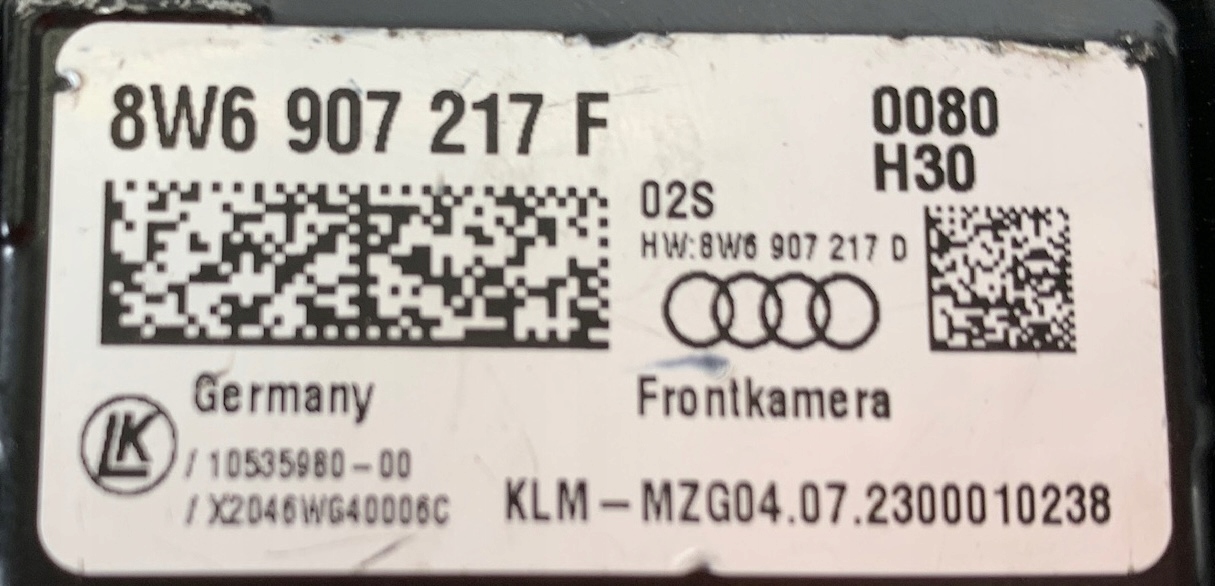 8W6 907 217 F
0080
H30
02S
HW:8W6 907 217 D
Germany
Frontkamera
LK
/ 10535980-00
/ X2046WG40006C
KLM-MZG04.07.2300010238